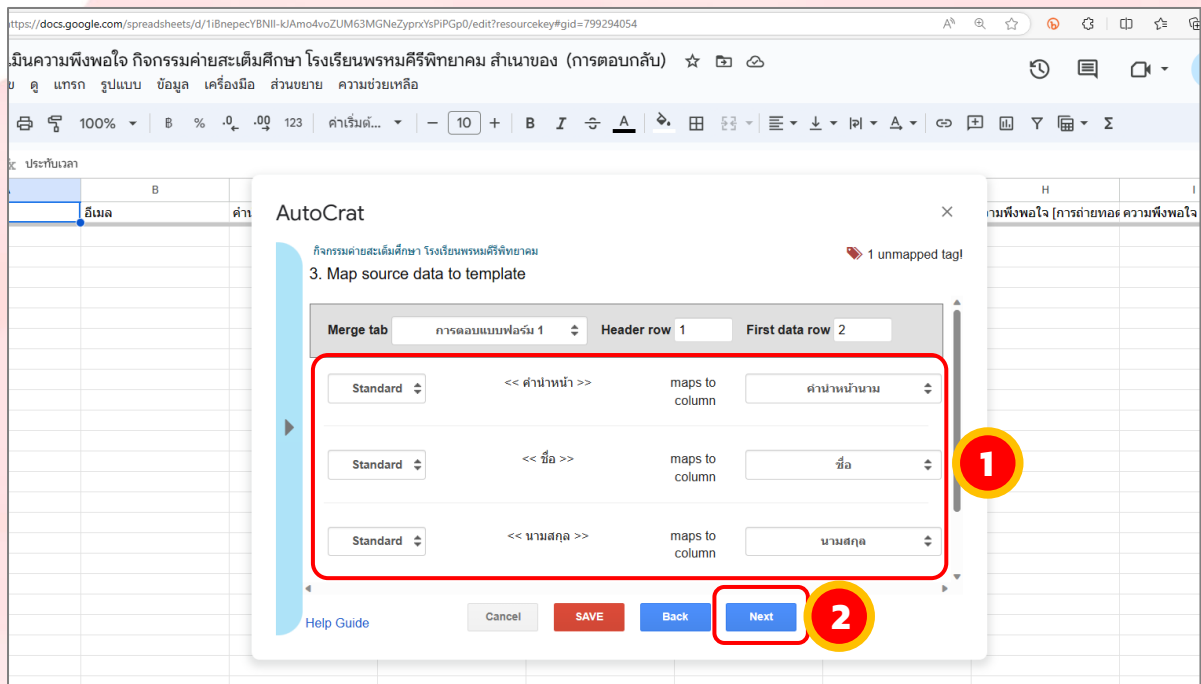 ttps://docs.google.com/spreadsheets/d/1iBnepecYBNIl-kJAmo4voZUM63MGNeZyprxYsPiPGp0/edit?resourcekey#gid=799294054
เมินความพึงพอใจ กิจกรรมค่ายสะเต็มศึกษา โรงเรียนพรหมคีรีพิทยาคม สำเนาของ (การตอบกลับ)
ข ดู แทรก รูปแบบ ข้อมูล เครื่องมือ ส่วนขยาย ความช่วยเหลือ
100% ฿ % .0 .00 123 ค่าเริ่มต้... − 10 + B I A
ประทับเวลา
B H I
อีเมล คำน ามพึงพอใจ [การถ่ายทอด ความพึงพอใจ
AutoCrat ×
กิจกรรมค่ายสะเต็มศึกษา โรงเรียนพรหมคีรีพิทยาคม
1 unmapped tag!
3. Map source data to template
Merge tab การตอบแบบฟอร์ม 1 Header row 1 First data row 2
Standard << คำนำหน้า >> maps to column คำนำหน้านาม
Standard << ชื่อ >> maps to column ชื่อ
1
Standard << นามสกุล >> maps to column นามสกุล
Help Guide Cancel SAVE Back Next 2